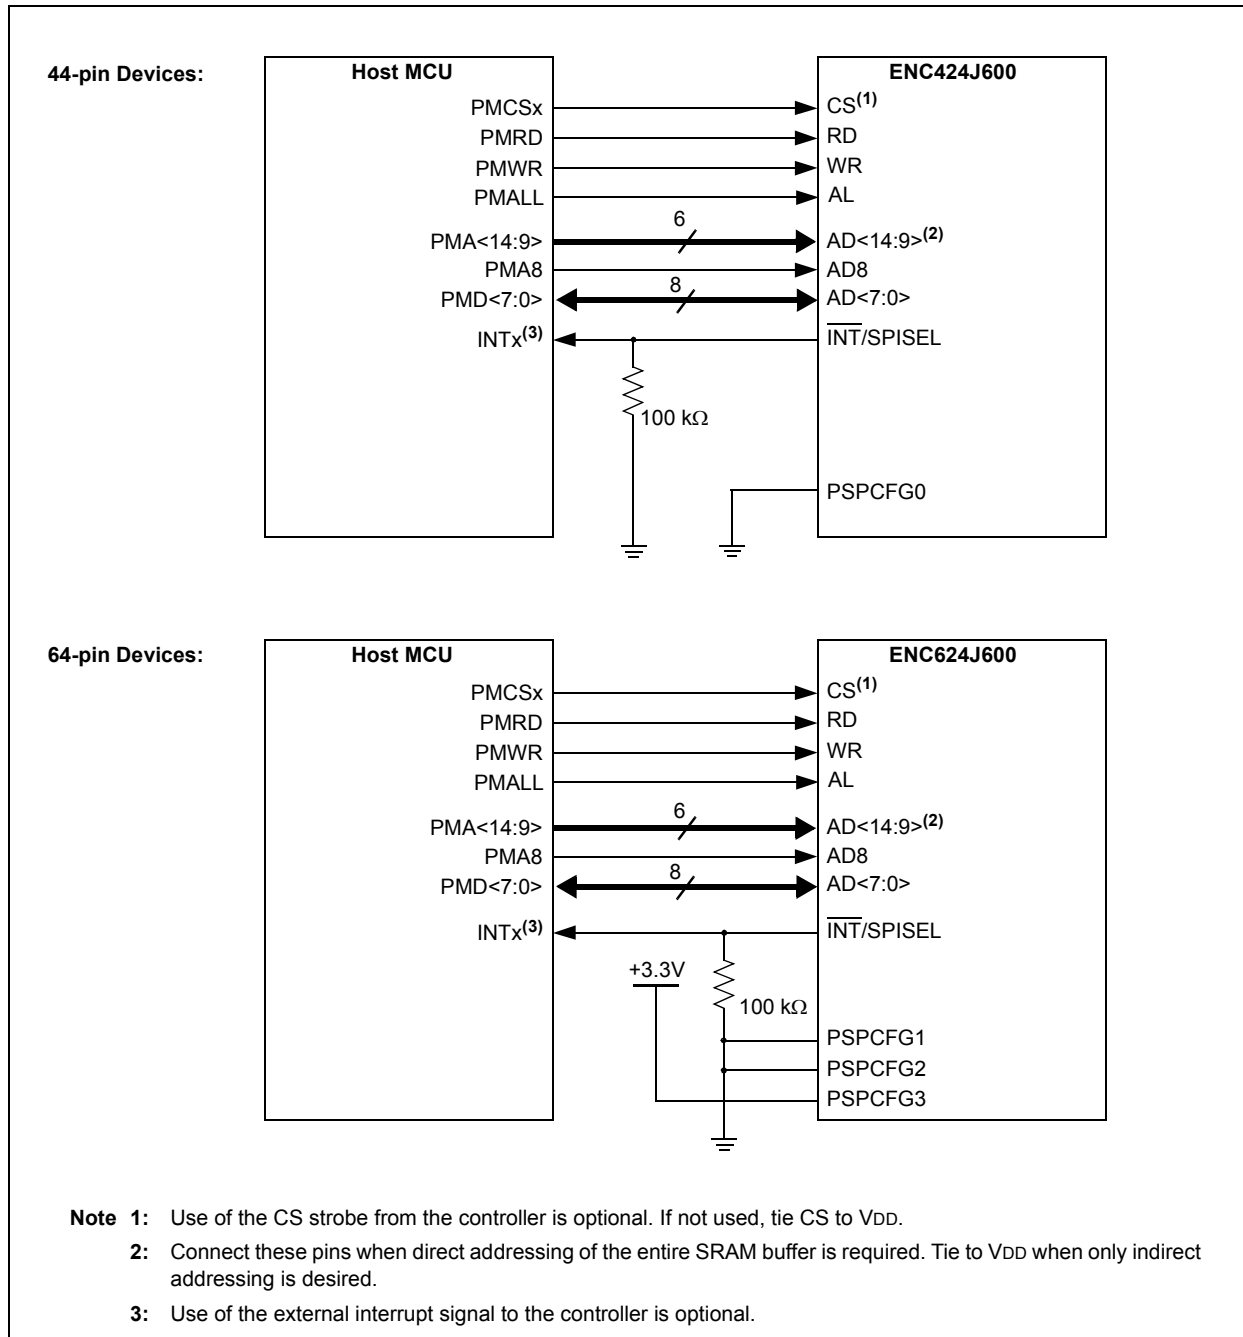 44-pin Devices:
Host MCU
ENC424J600
PMCSx
CS(1)
PMRD
RD
PMWR
WR
PMALL
AL
6
PMA<14:9>
AD<14:9>(2)
PMA8
AD8
8
PMD<7:0>
AD<7:0>
INTx(3)
INT/SPISEL
100 kΩ
PSPCFG0
64-pin Devices:
Host MCU
ENC624J600
PMCSx
CS(1)
PMRD
RD
PMWR
WR
PMALL
AL
6
PMA<14:9>
AD<14:9>(2)
PMA8
AD8
8
PMD<7:0>
AD<7:0>
INTx(3)
INT/SPISEL
+3.3V
100 kΩ
PSPCFG1
PSPCFG2
PSPCFG3
Note 1: Use of the CS strobe from the controller is optional. If not used, tie CS to VDD.
2: Connect these pins when direct addressing of the entire SRAM buffer is required. Tie to VDD when only indirect
addressing is desired.
3: Use of the external interrupt signal to the controller is optional.